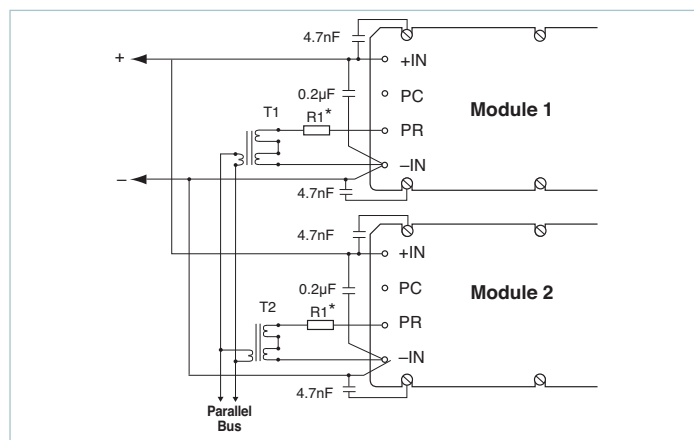 4.7nF
+
+IN
0.2µF
PC
Module 1
T1
R1*
PR
–IN
–
4.7nF
4.7nF
+IN
0.2µF
PC
Module 2
T2
R1*
PR
–IN
4.7nF
Parallel
Bus